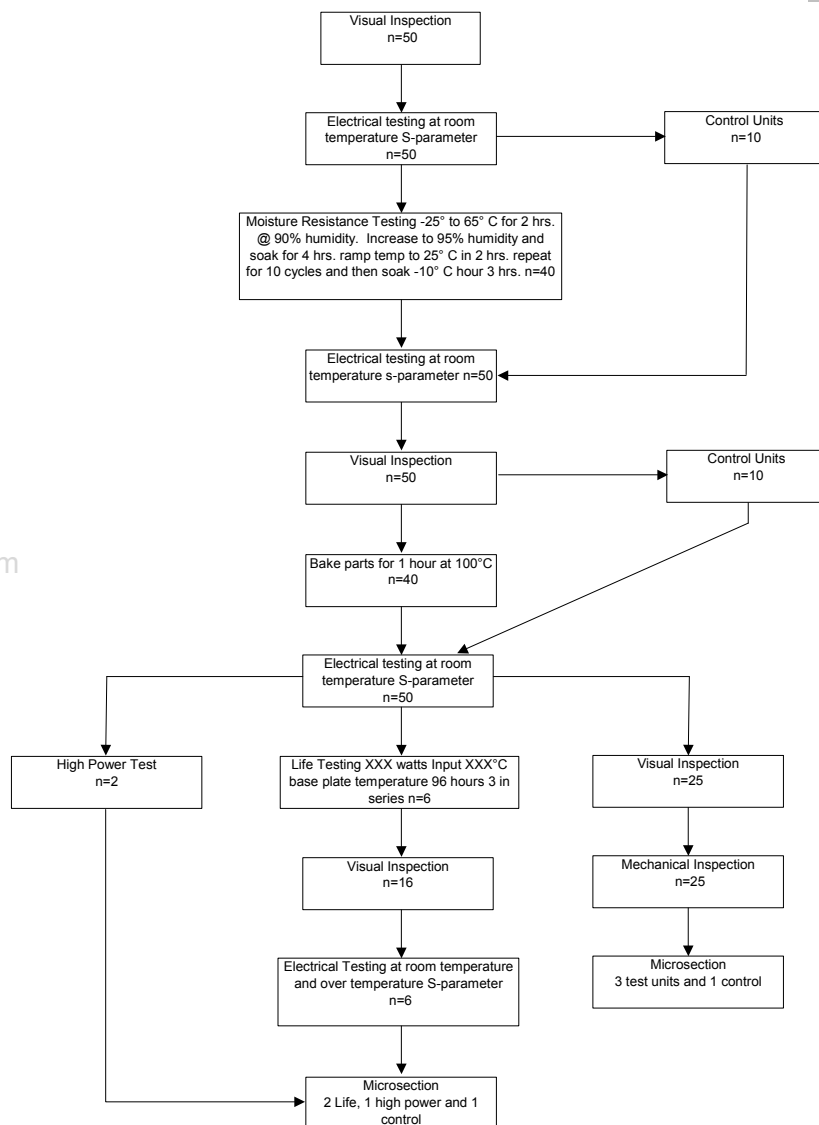 Visual Inspection
n=50
Electrical testing at room
temperature S-parameter
n=50
Control Units
n=10
Moisture Resistance Testing -25° to 65° C for 2 hrs.
@ 90% humidity. Increase to 95% humidity and
soak for 4 hrs. ramp temp to 25° C in 2 hrs. repeat
for 10 cycles and then soak -10° C hour 3 hrs. n=40
Electrical testing at room
temperature s-parameter n=50
Visual Inspection
n=50
Control Units
n=10
m
Bake parts for 1 hour at 100°C
n=40
Electrical testing at room
temperature S-parameter
n=50
High Power Test
n=2
Life Testing XXX watts Input XXX°C
base plate temperature 96 hours 3 in
series n=6
Visual Inspection
n=25
Visual Inspection
n=16
Mechanical Inspection
n=25
Electrical Testing at room temperature
and over temperature S-parameter
n=6
Microsection
3 test units and 1 control
Microsection
2 Life, 1 high power and 1
control